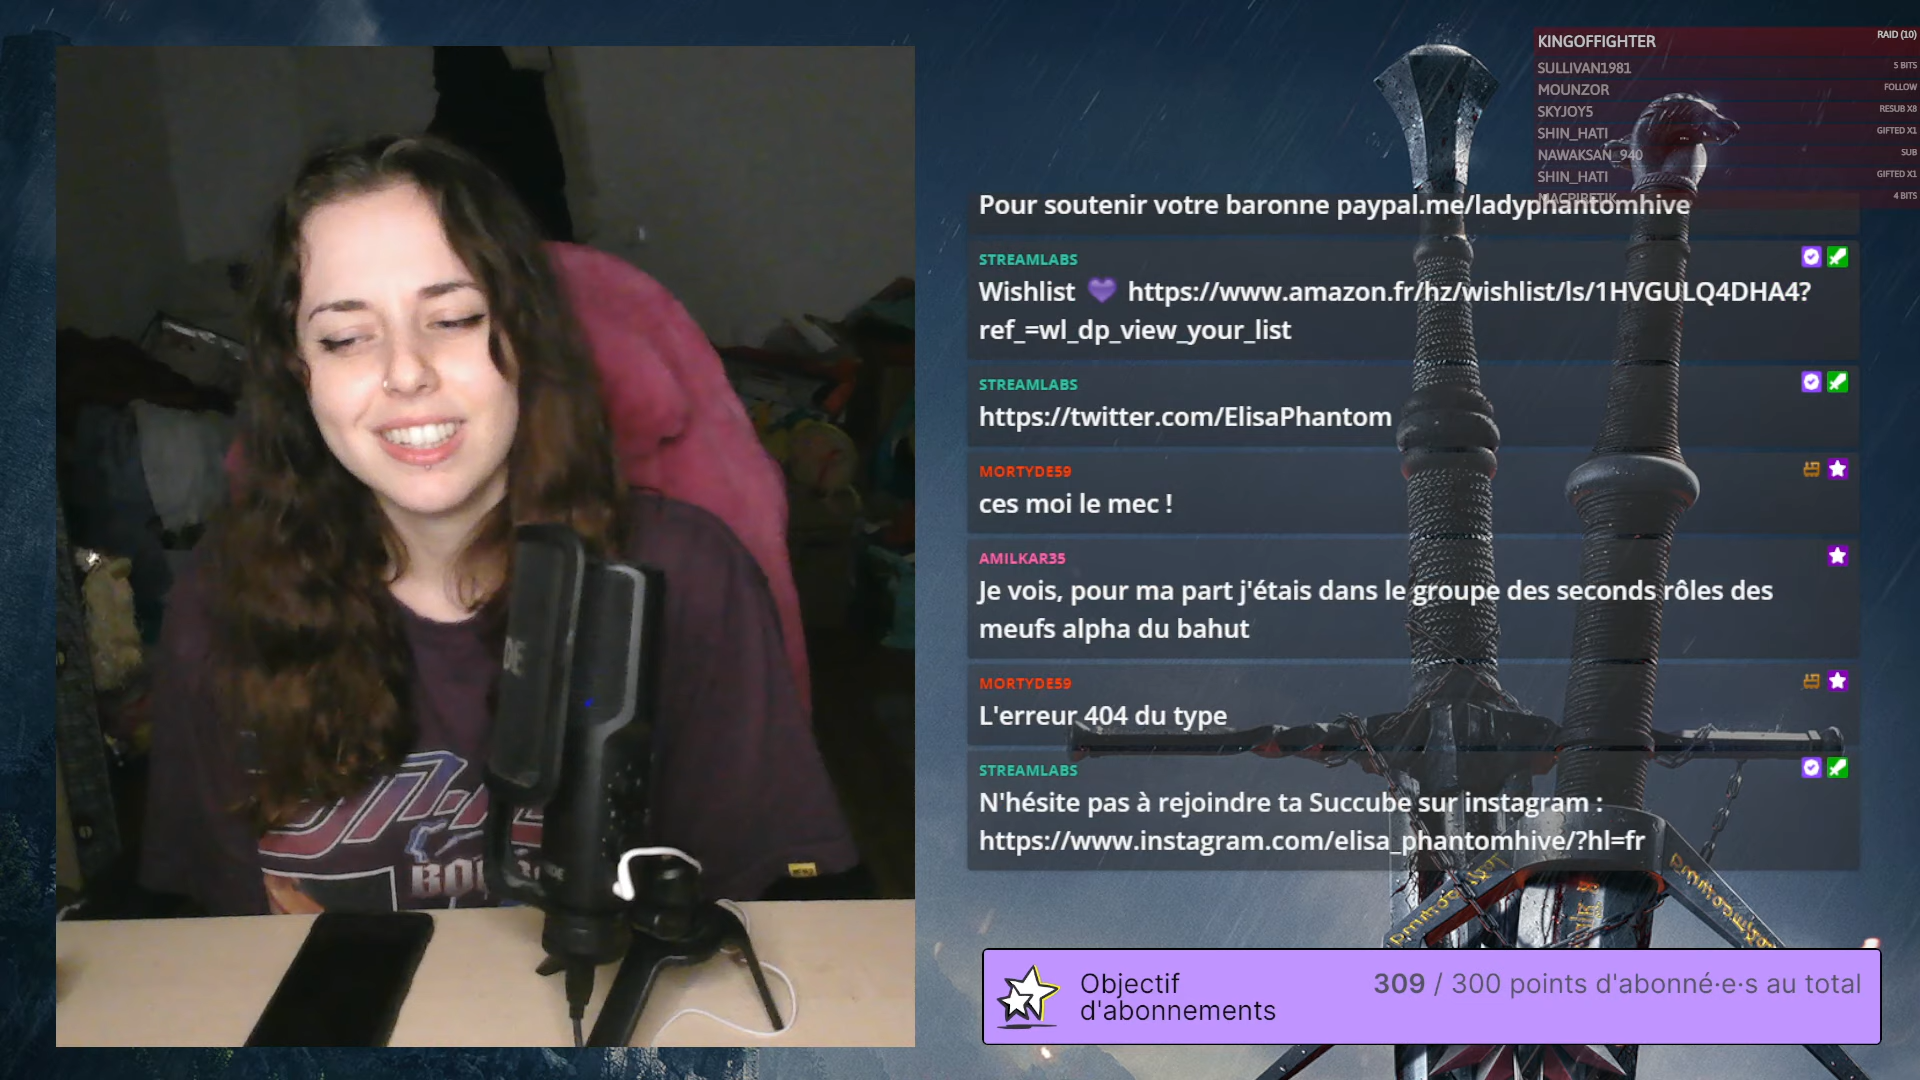 KINGOFFIGHTER RAID (10)
SULLIVAN1981 5 BITS
MOUNZOR FOLLOW
SKYJOY5 RESUB X8
SHIN_HATI GIFTED X1
NAWAKSAN_940 SUB
SHIN_HATI GIFTED X1
MACPIRETIK 4 BITS
Pour soutenir votre baronne paypal.me/ladyphantomhive
STREAMLABS
Wishlist 💜 https://www.amazon.fr/hz/wishlist/ls/1HVGULQ4DHA4?
ref_=wl_dp_view_your_list
STREAMLABS
https://twitter.com/ElisaPhantom
MORTYDE59
ces moi le mec !
AMILKAR35
Je vois, pour ma part j'étais dans le groupe des seconds rôles des
meufs alpha du bahut
MORTYDE59
L'erreur 404 du type
STREAMLABS
N'hésite pas à rejoindre ta Succube sur instagram :
https://www.instagram.com/elisa_phantomhive/?hl=fr
Objectif
d'abonnements
309 / 300 points d'abonné·e·s au total